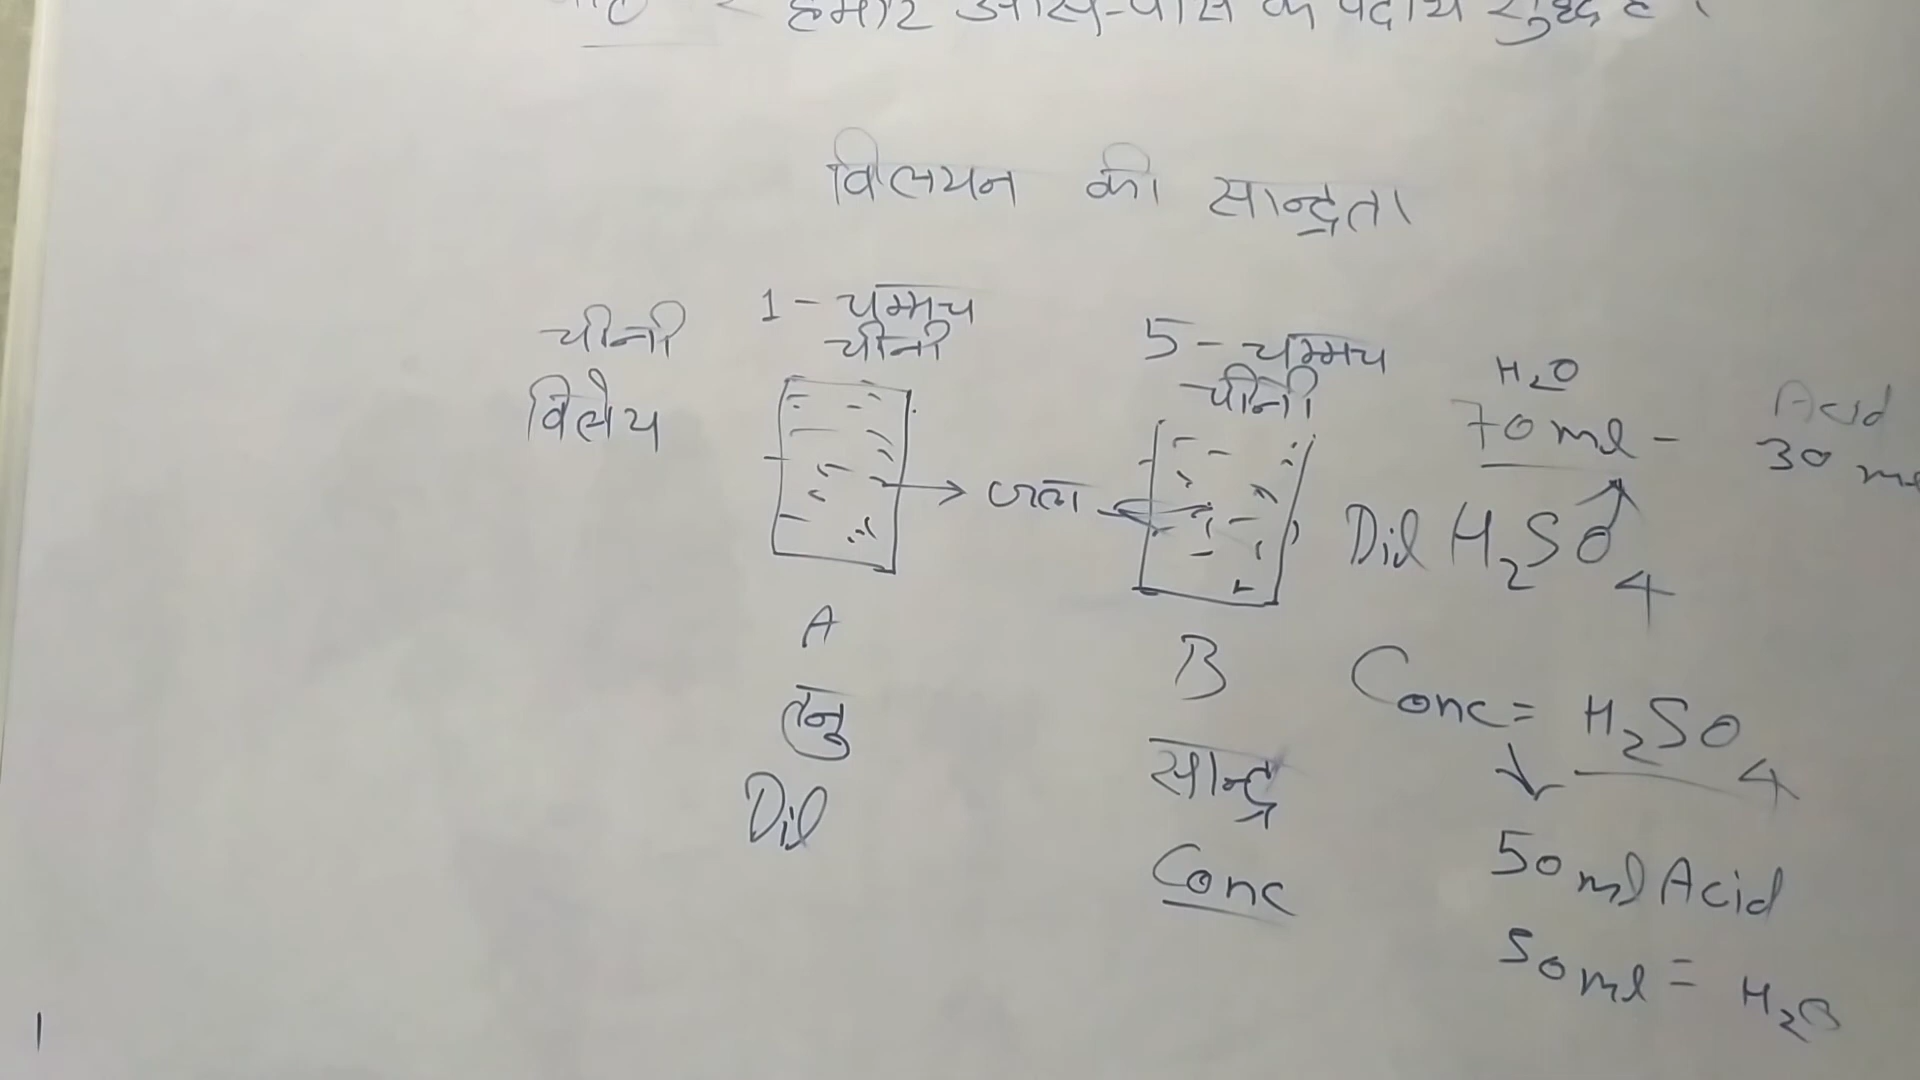 हमारे आस-पास के पदार्थ शुद्ध है ।
विलयन की सान्द्रता
चीनी
विलेय
1 - चम्मच
चीनी
5 - चम्मच
चीनी
→ जल ←
A
तनु
Dil
B
सान्द्र
Conc
H₂O
70 ml -
Acid
30 m
Dil H₂SO₄
Conc = H₂SO₄
50 ml Acid
50 ml = H₂O